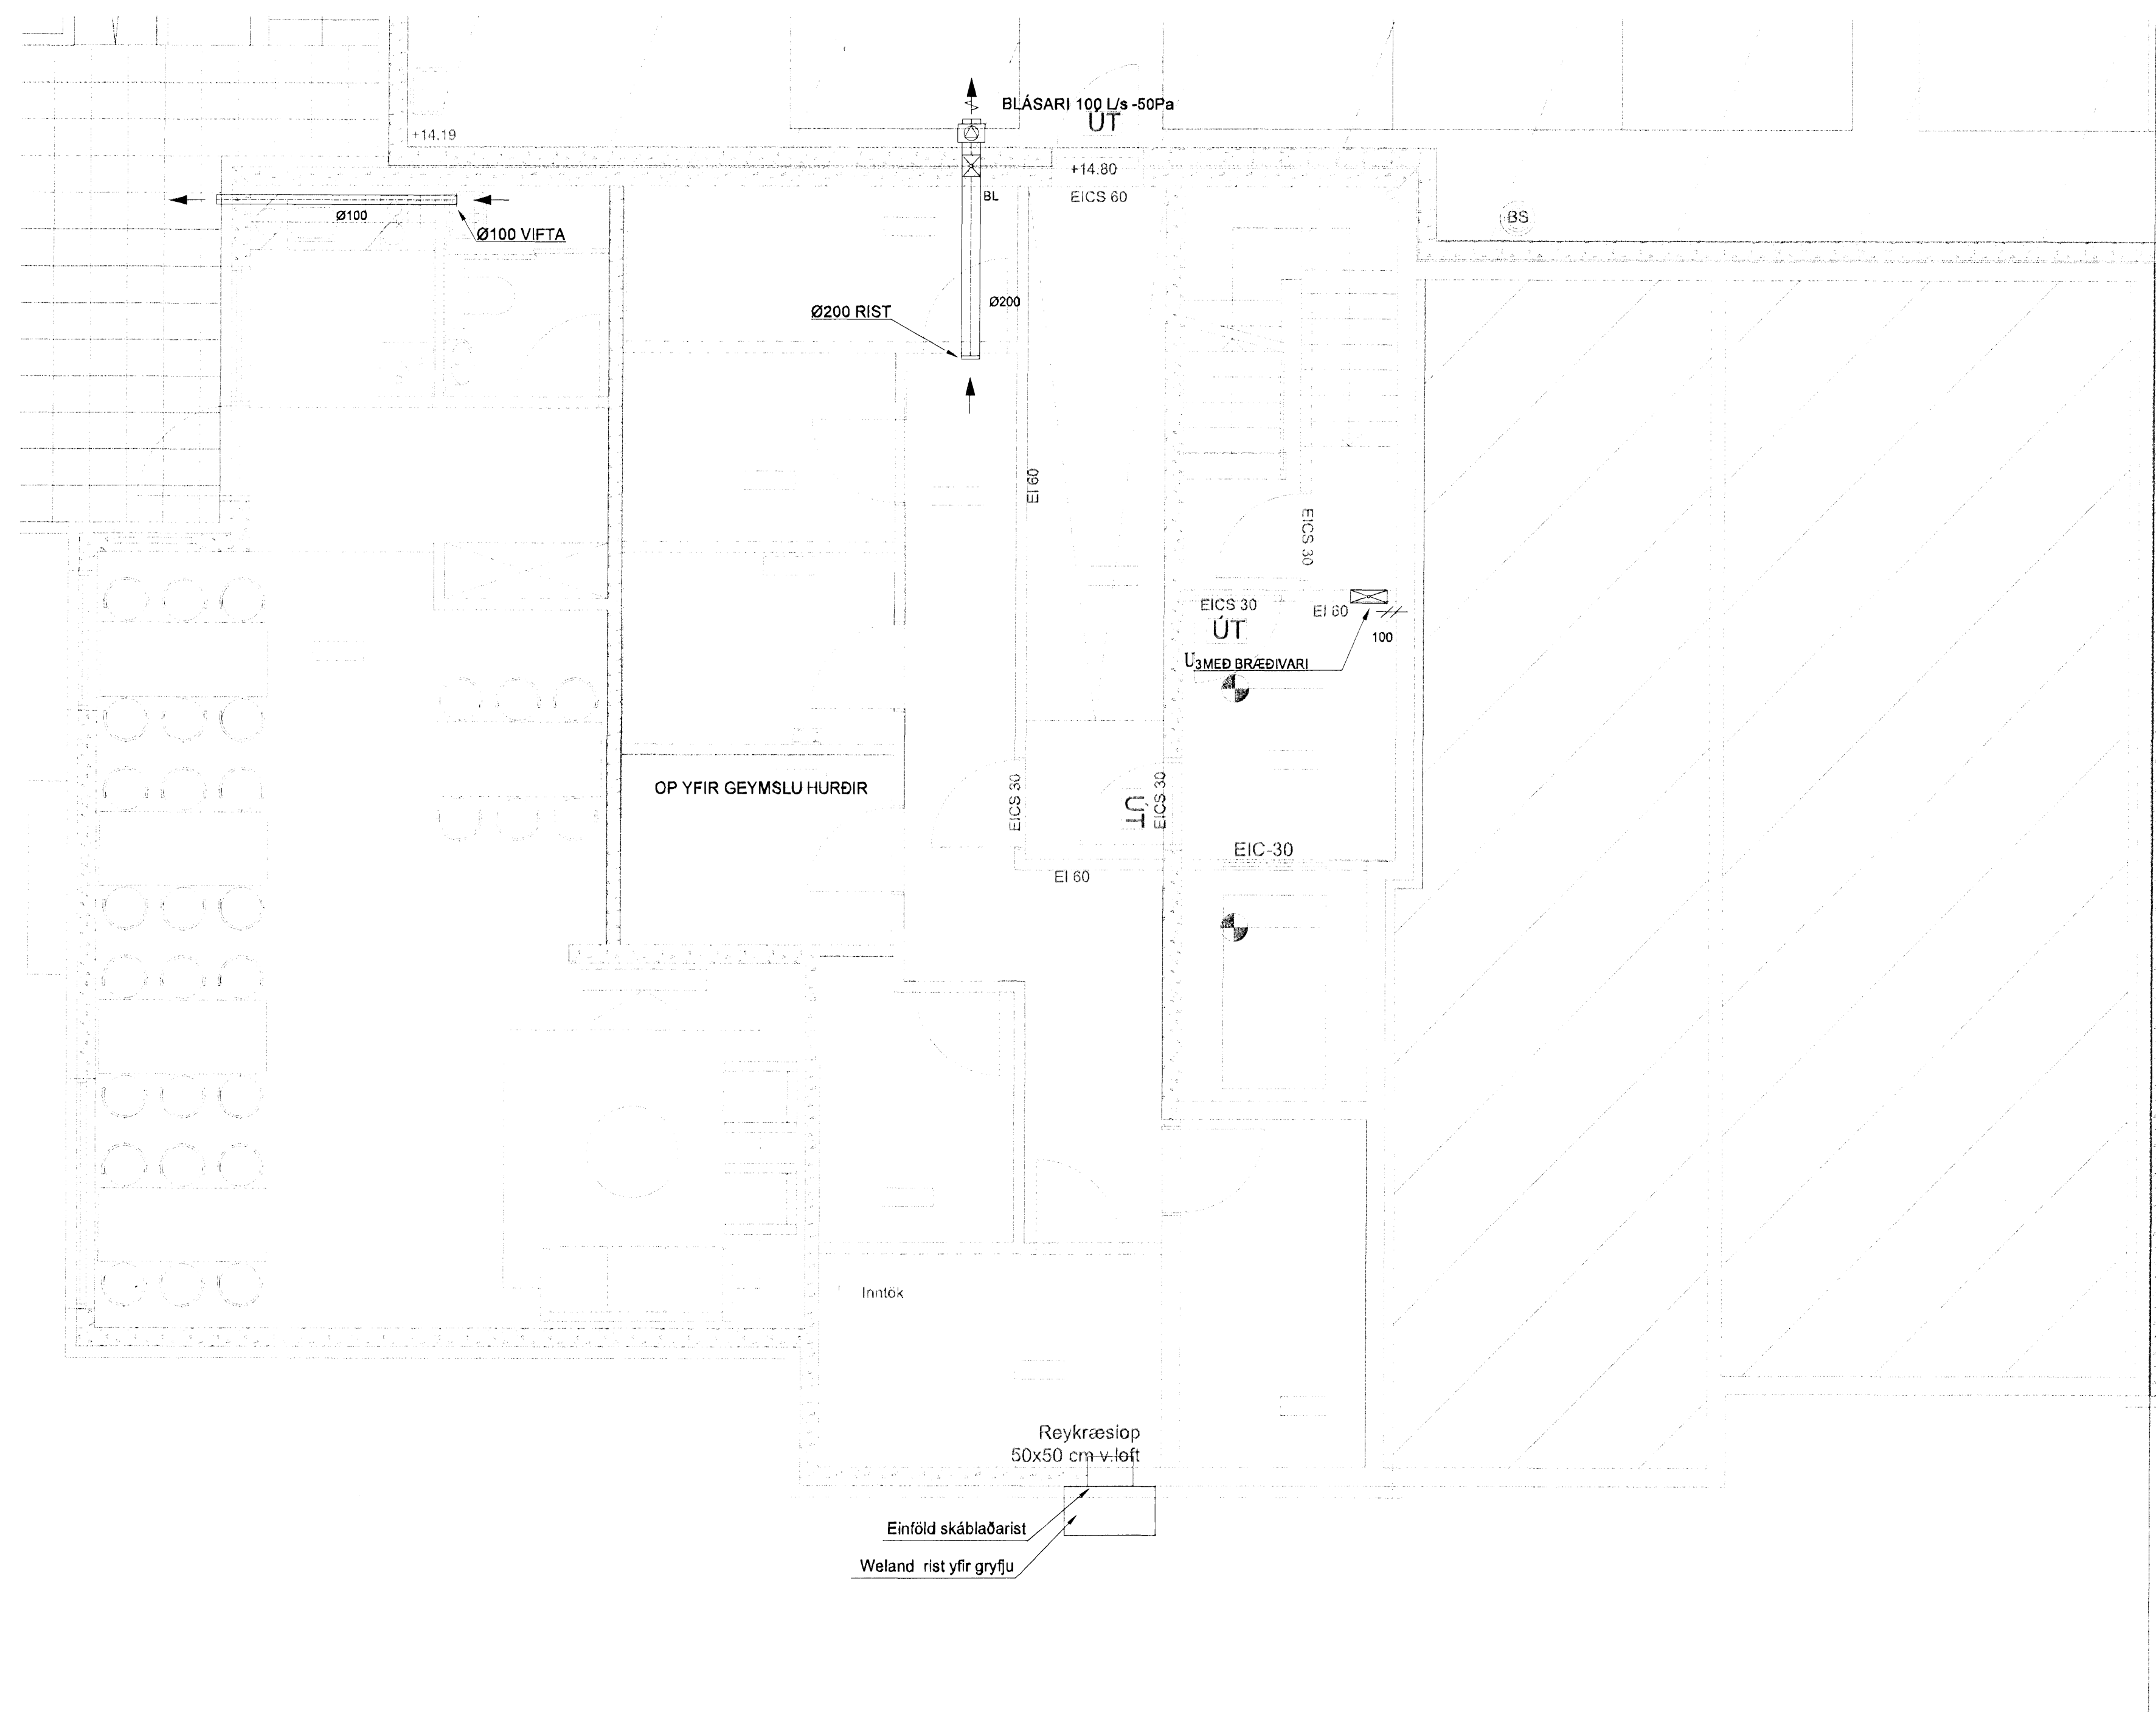 BLÁSARI 100 L/s -50Pa
ÚT
+14.19
+14.80
EICS 60
BL
BS
Ø100
Ø100 VIFTA
Ø200
Ø200 RIST
EI 60
EICS 30
EICS 30
ÚT
EI 60
100
U3 MEÐ BRÆÐIVARI
OP YFIR GEYMSLU HURÐIR
EICS 30
ÚT
EICS 30
EIC-30
EI 60
Inntök
Reykræsiop
50x50 cm v.loft
Einföld skáblaðarist
Weland rist yfir gryfju